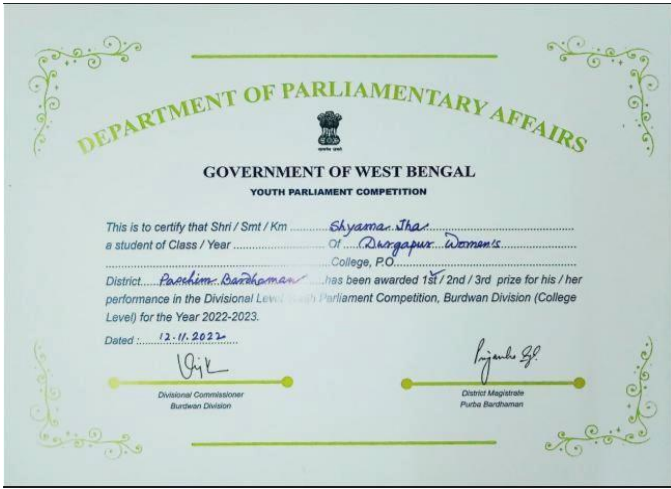 DEPARTMENT OF PARLIAMENTARY AFFAIRS
GOVERNMENT OF WEST BENGAL
YOUTH PARLIAMENT COMPETITION
This is to certify that Shri / Smt / Km ........ Shyama Jha ........
a student of Class / Year ........ Of Durgapur Women's
........ College, P.O. ........
District.... Paschim Bardhaman ....has been awarded 1st / 2nd / 3rd prize for his / her
performance in the Divisional Level Youth Parliament Competition, Burdwan Division (College
Level) for the Year 2022-2023.
Dated :.... 12.11.2022
Divisional Commissioner
Burdwan Division
District Magistrate
Purba Bardhaman